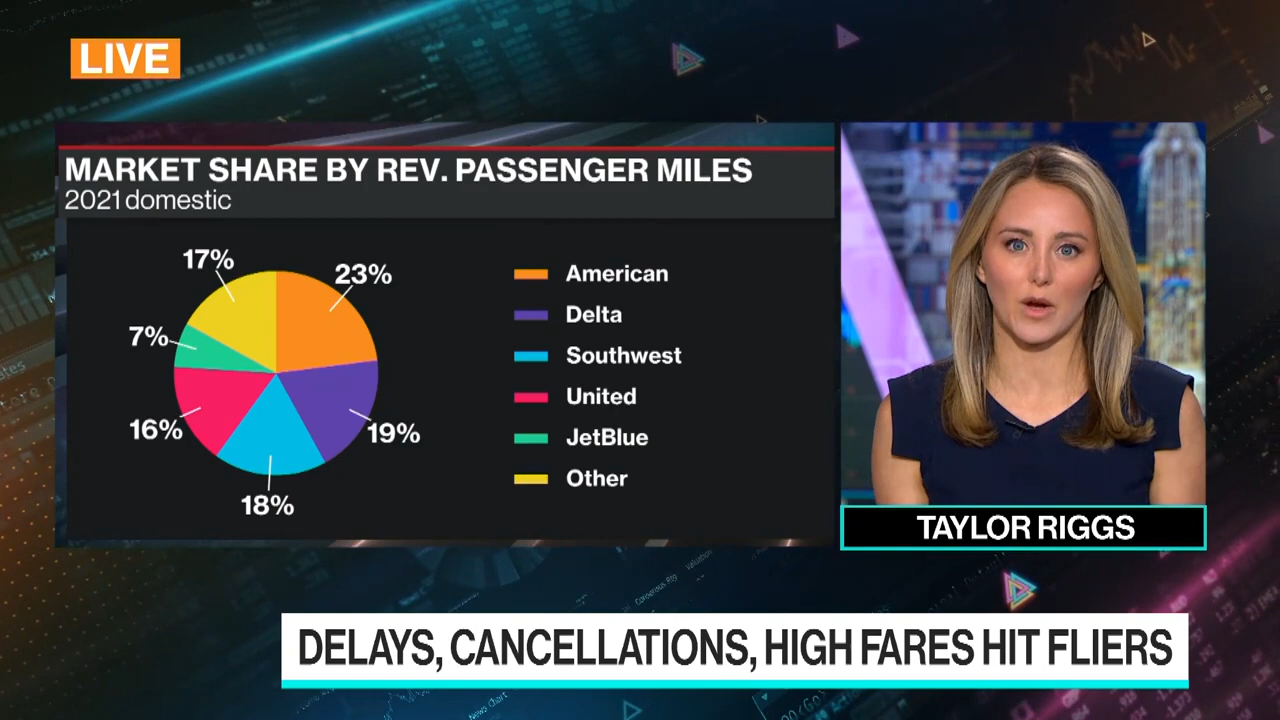 LIVE
MARKET SHARE BY REV. PASSENGER MILES
2021 domestic
17%
23%
7%
16%
19%
18%
American
Delta
Southwest
United
JetBlue
Other
TAYLOR RIGGS
DELAYS, CANCELLATIONS, HIGH FARES HIT FLIERS